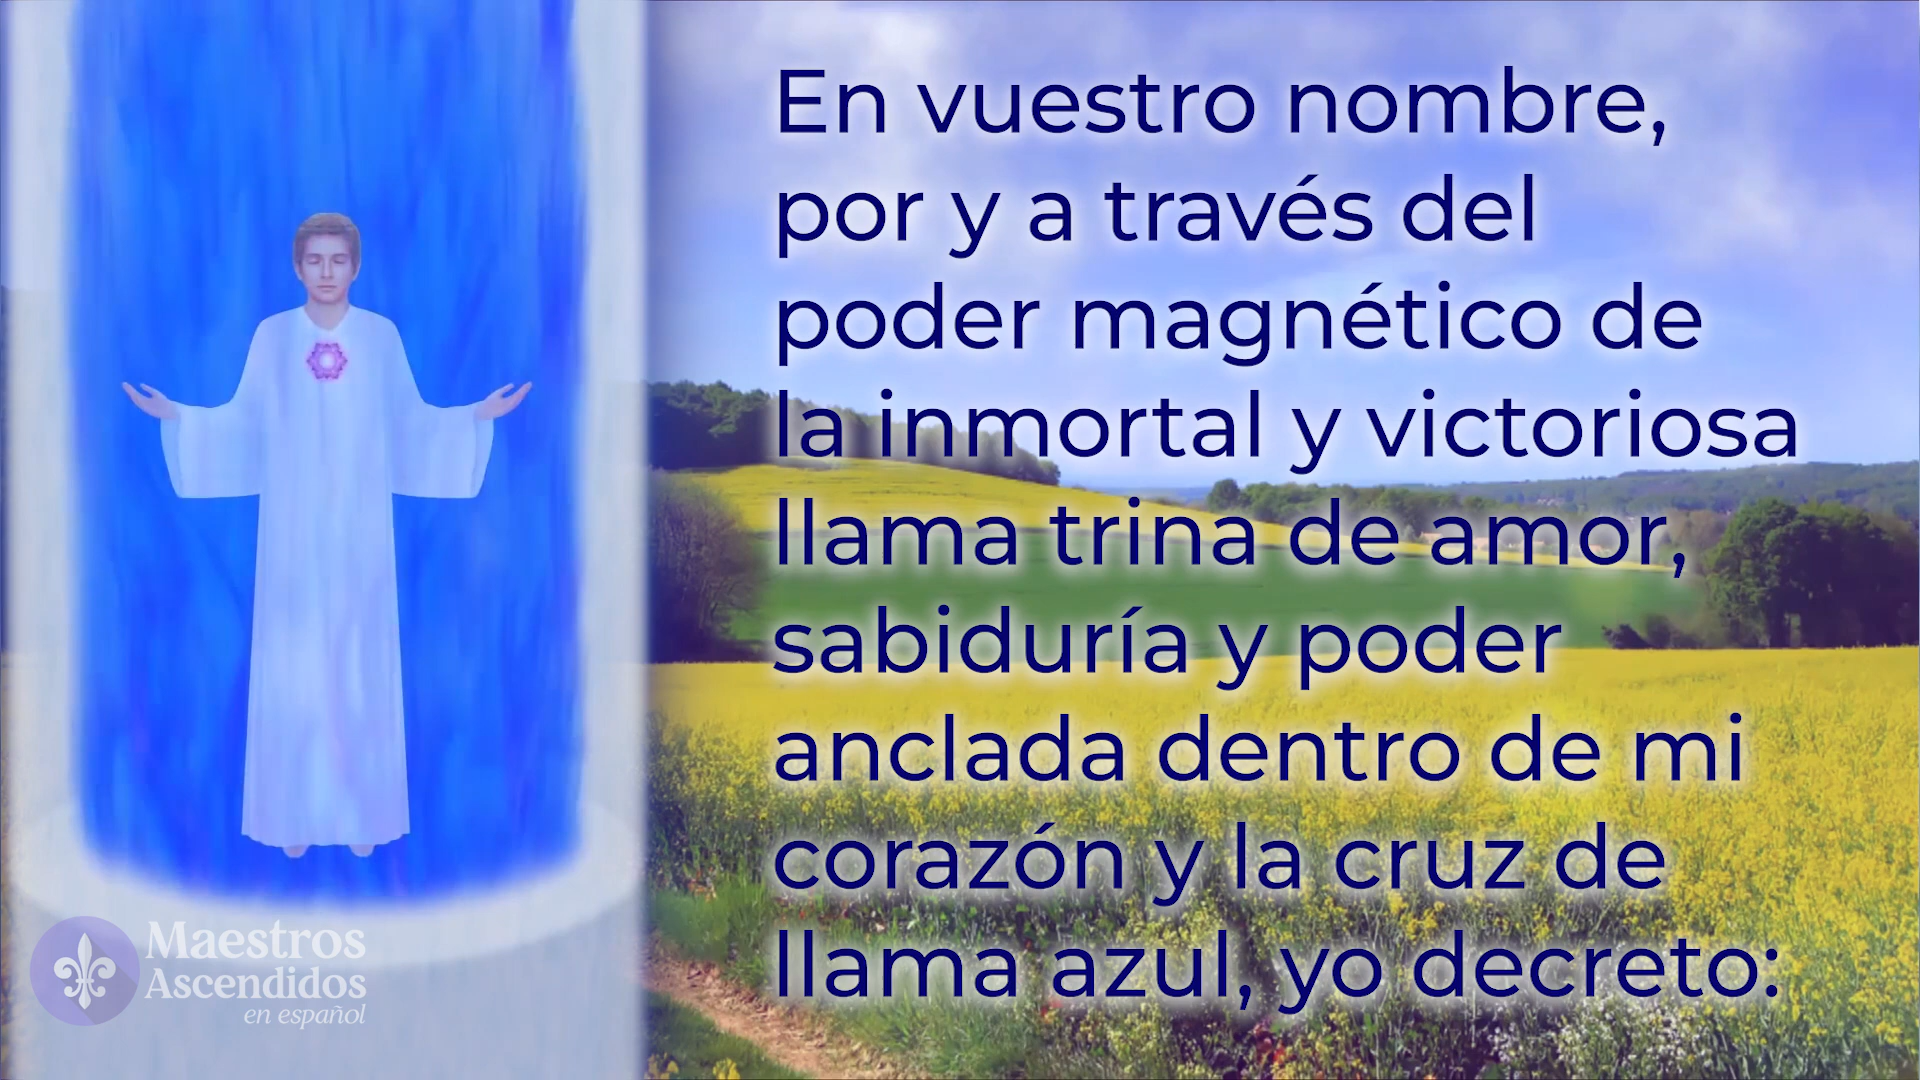 En vuestro nombre,
por y a través del
poder magnético de
la inmortal y victoriosa
llama trina de amor,
sabiduría y poder
anclada dentro de mi
corazón y la cruz de
llama azul, yo decreto:
Maestros
Ascendidos
en español